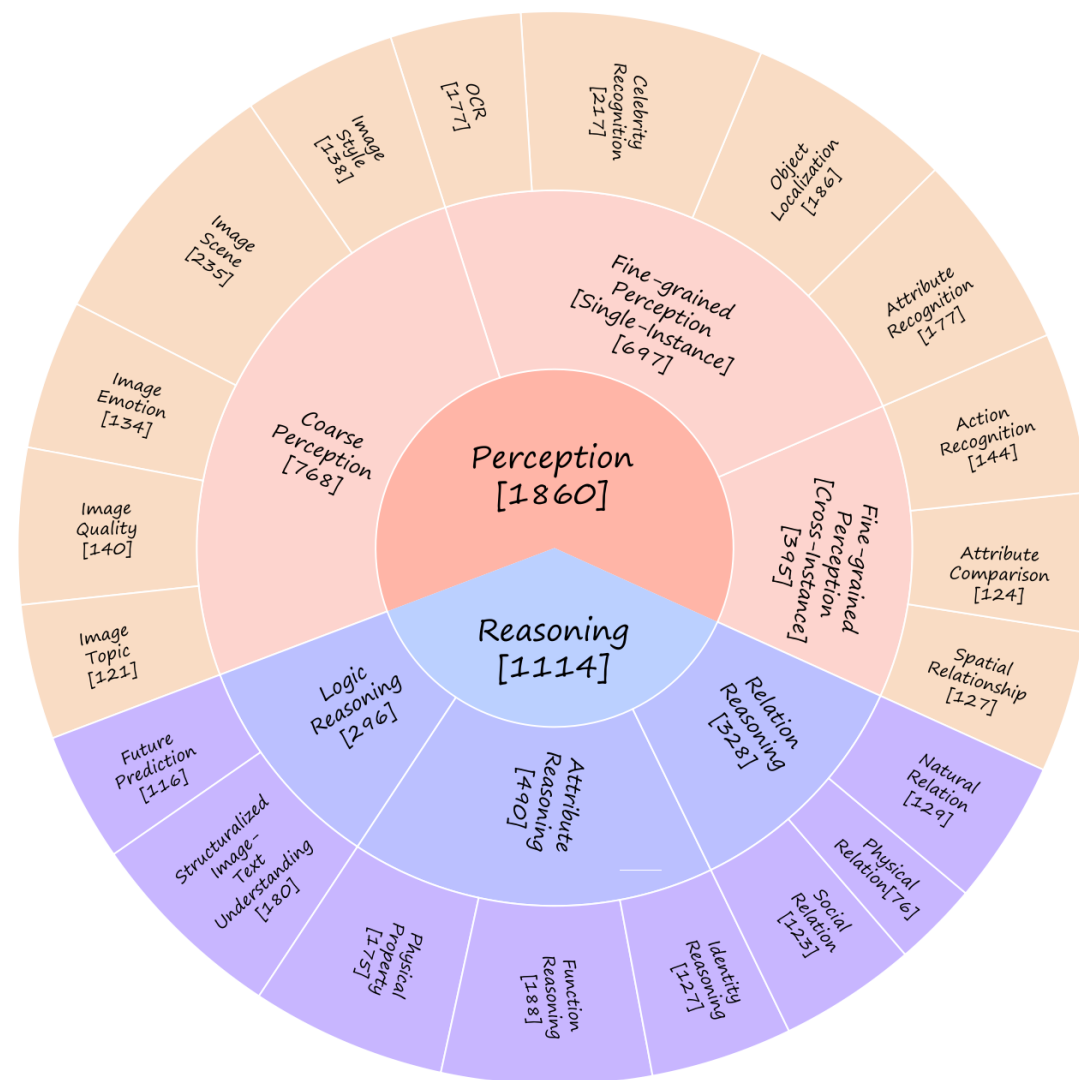 Perception
[1860]
Reasoning
[1114]
Coarse
Perception
[768]
Fine-grained
Perception
[Single-Instance]
[697]
Fine-grained
Perception
[Cross-Instance]
[395]
Relation
Reasoning
[328]
Attribute
Reasoning
[490]
Logic
Reasoning
[296]
Image
Topic
[121]
Image
Quality
[140]
Image
Emotion
[134]
Image
Scene
[235]
Image
Style
[138]
OCR
[177]
Celebrity
Recognition
[217]
Object
Localization
[186]
Attribute
Recognition
[177]
Action
Recognition
[144]
Attribute
Comparison
[124]
Spatial
Relationship
[127]
Natural
Relation
[129]
Physical
Relation[76]
Social
Relation
[123]
Identity
Reasoning
[127]
Function
Reasoning
[188]
Physical
Property
[175]
Structuralized
Image-
Text
Understanding
[180]
Future
Prediction
[116]